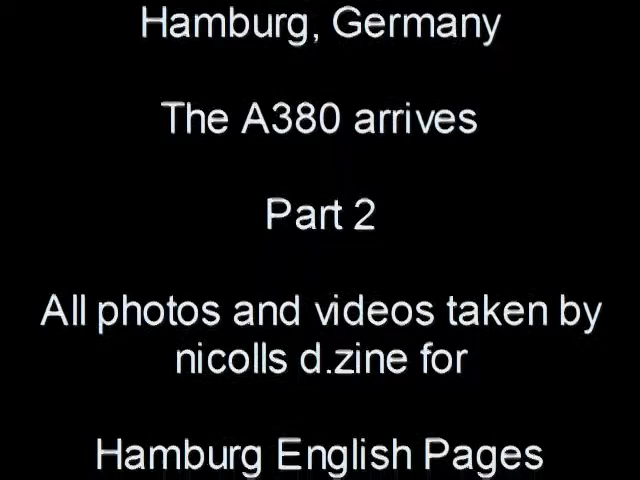 Hamburg, Germany
The A380 arrives
Part 2
All photos and videos taken by
nicolls d.zine for
Hamburg English Pages